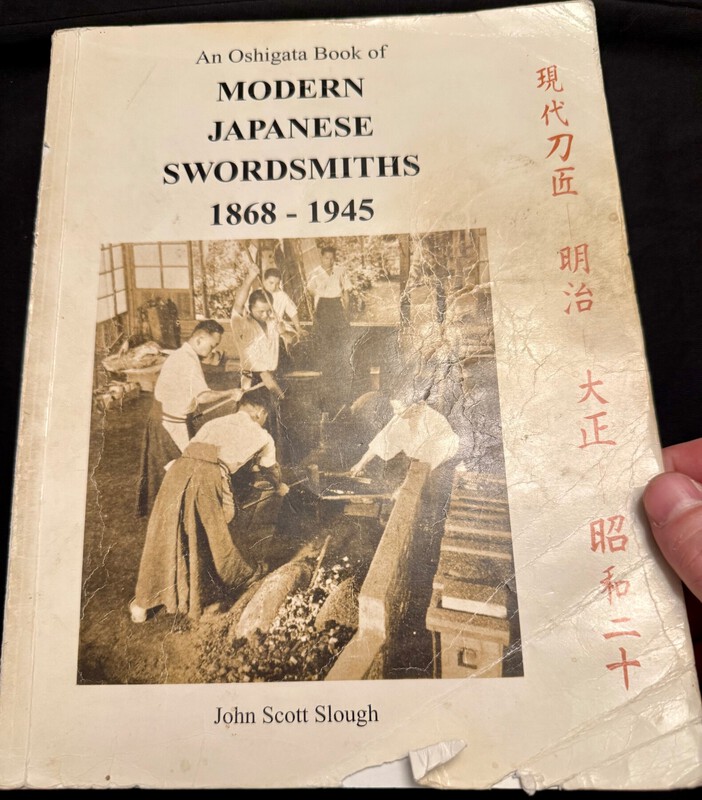 An Oshigata Book of
MODERN
JAPANESE
SWORDSMITHS
1868 - 1945
現代刀匠 — 明治 — 大正 — 昭和二十
John Scott Slough